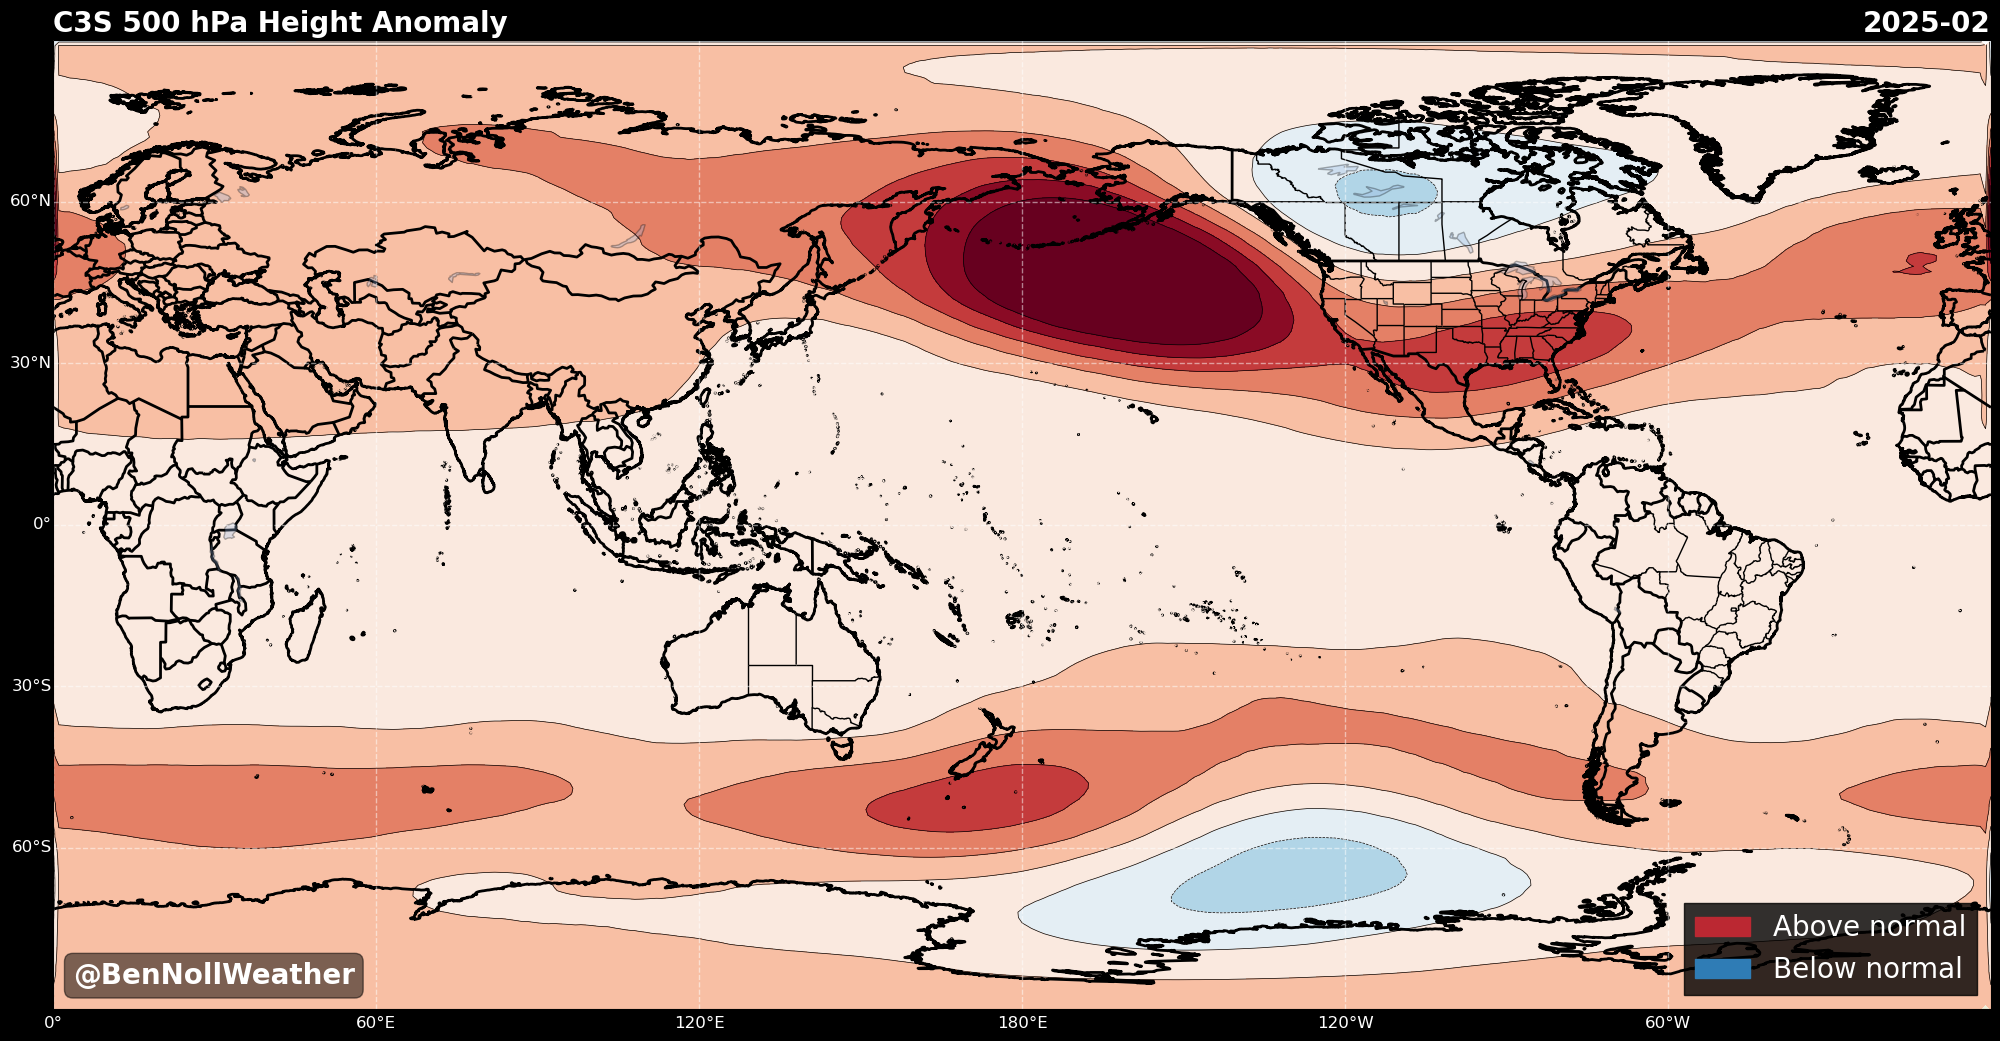 C3S 500 hPa Height Anomaly
2025-02
60°N
30°N
0°
30°S
60°S
0°
60°E
120°E
180°E
120°W
60°W
@BenNollWeather
Above normal
Below normal